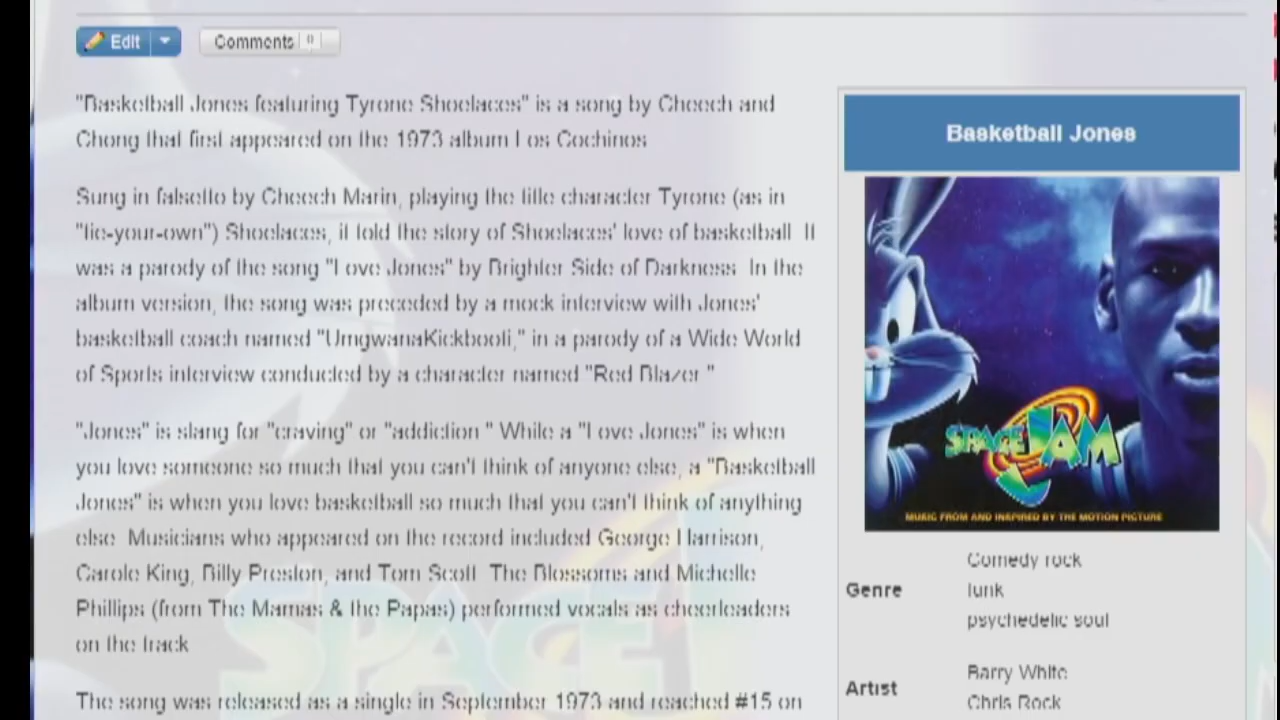 Edit
Comments 0
"Basketball Jones featuring Tyrone Shoelaces" is a song by Cheech and
Chong that first appeared on the 1973 album Los Cochinos
Sung in falsetto by Cheech Marin, playing the title character Tyrone (as in
"tie-your-own") Shoelaces, it told the story of Shoelaces' love of basketball. It
was a parody of the song "Love Jones" by Brighter Side of Darkness. In the
album version, the song was preceded by a mock interview with Jones'
basketball coach named "UmgwanaKickbooti," in a parody of a Wide World
of Sports interview conducted by a character named "Red Blazer."
"Jones" is slang for "craving" or "addiction." While a "Love Jones" is when
you love someone so much that you can't think of anyone else, a "Basketball
Jones" is when you love basketball so much that you can't think of anything
else. Musicians who appeared on the record included George Harrison,
Carole King, Billy Preston, and Tom Scott. The Blossoms and Michelle
Phillips (from The Mamas & the Papas) performed vocals as cheerleaders
on the track
The song was released as a single in September 1973 and reached #15 on
Basketball Jones
SPACE JAM
MUSIC FROM AND INSPIRED BY THE MOTION PICTURE
Genre
Comedy rock
funk
psychedelic soul
Artist
Barry White
Chris Rock
SPACE J